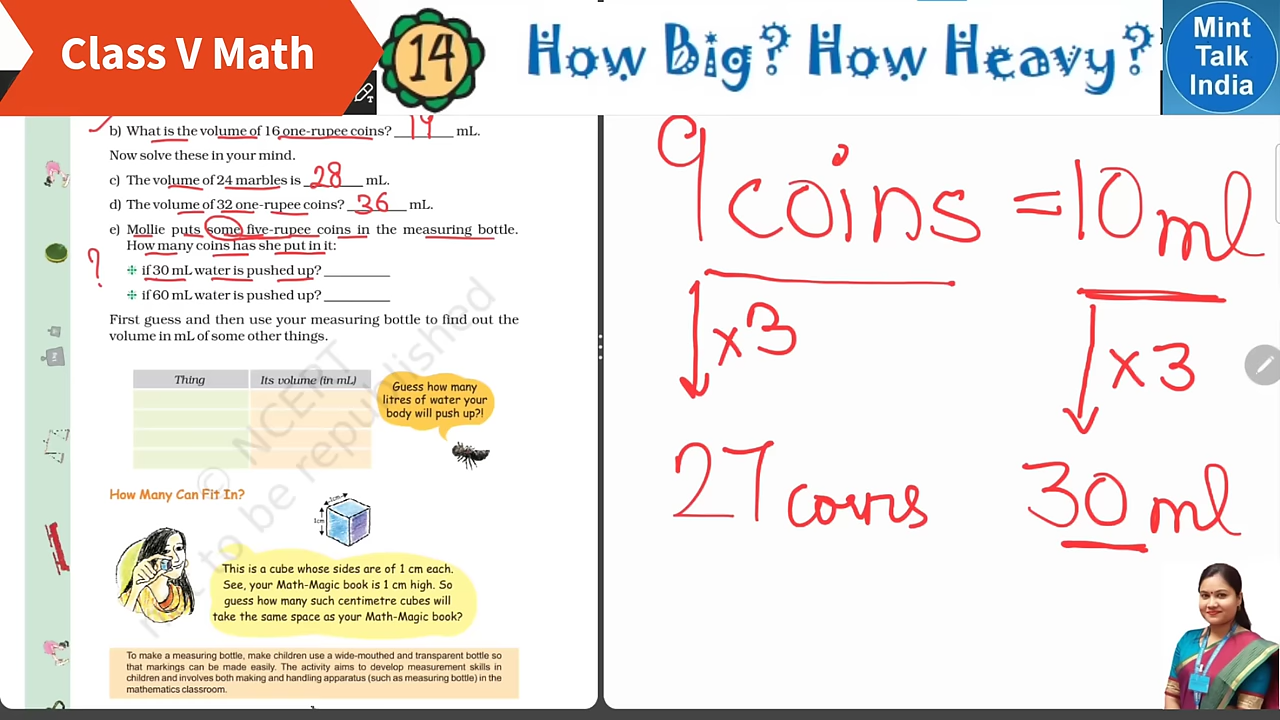 Class V Math
14
How Big? How Heavy?
Mint
Talk
India
b) What is the volume of 16 one-rupee coins? 14 mL.
Now solve these in your mind.
c) The volume of 24 marbles is 28 mL.
d) The volume of 32 one-rupee coins? 36 mL.
e) Mollie puts some five-rupee coins in the measuring bottle.
How many coins has she put in it:
?
✣ if 30 mL water is pushed up? __________
✣ if 60 mL water is pushed up? __________
First guess and then use your measuring bottle to find out the
volume in mL of some other things.
Thing Its volume (in mL)
Guess how many
litres of water your
body will push up?!
How Many Can Fit In?
1cm
1cm
This is a cube whose sides are of 1 cm each.
See, your Math-Magic book is 1 cm high. So
guess how many such centimetre cubes will
take the same space as your Math-Magic book?
To make a measuring bottle, make children use a wide-mouthed and transparent bottle so
that markings can be made easily. The activity aims to develop measurement skills in
children and involves both making and handling apparatus (such as measuring bottle) in the
mathematics classroom.
© NCERT
not to be republished
9 coins = 10 ml
×3 ×3
27 coins 30 ml